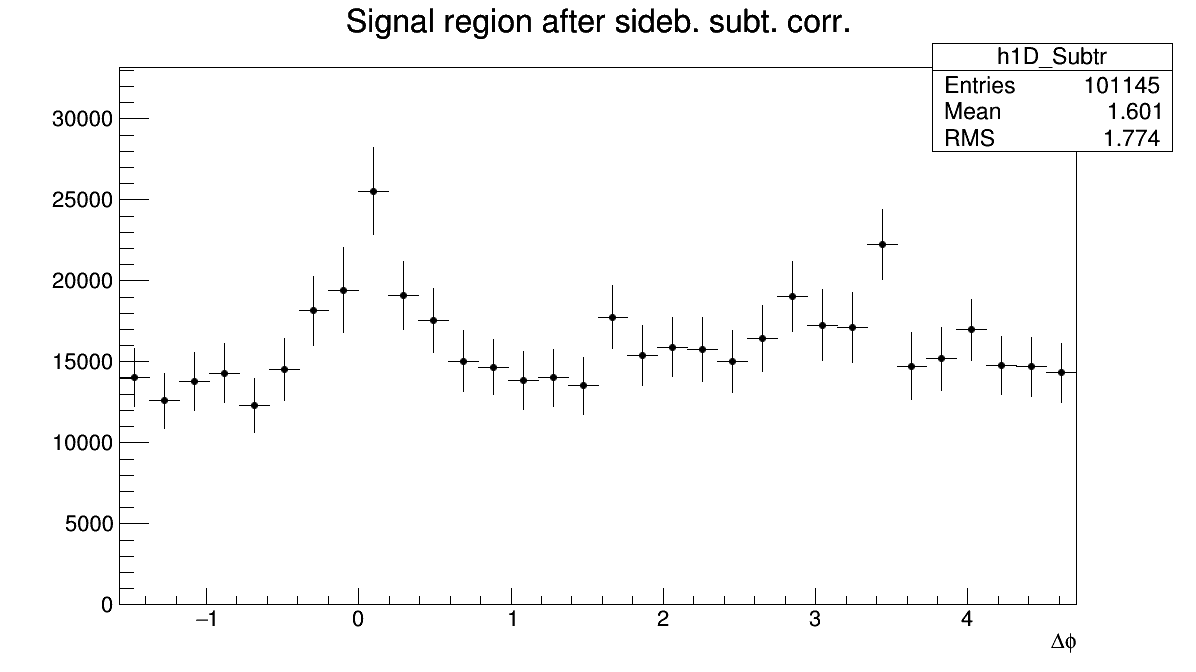 Signal region after sideb. subt. corr.
h1D_Subtr
Entries 101145
Mean 1.601
RMS 1.774
30000
25000
20000
15000
10000
5000
0
−1 0 1 2 3 4
Δϕ